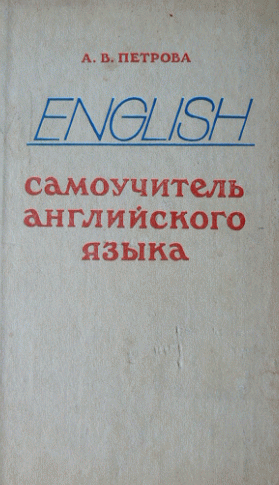 А. В. ПЕТРОВА
ENGLISH
САМОУЧИТЕЛЬ
АНГЛИЙСКОГО
ЯЗЫКА